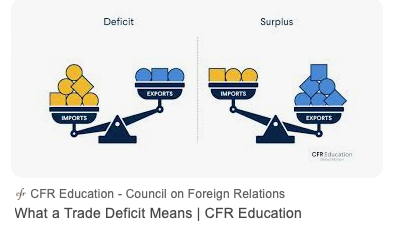 Deficit
Surplus
EXPORTS
IMPORTS
IMPORTS
EXPORTS
CFR Education
cfr CFR Education - Council on Foreign Relations
What a Trade Deficit Means | CFR Education